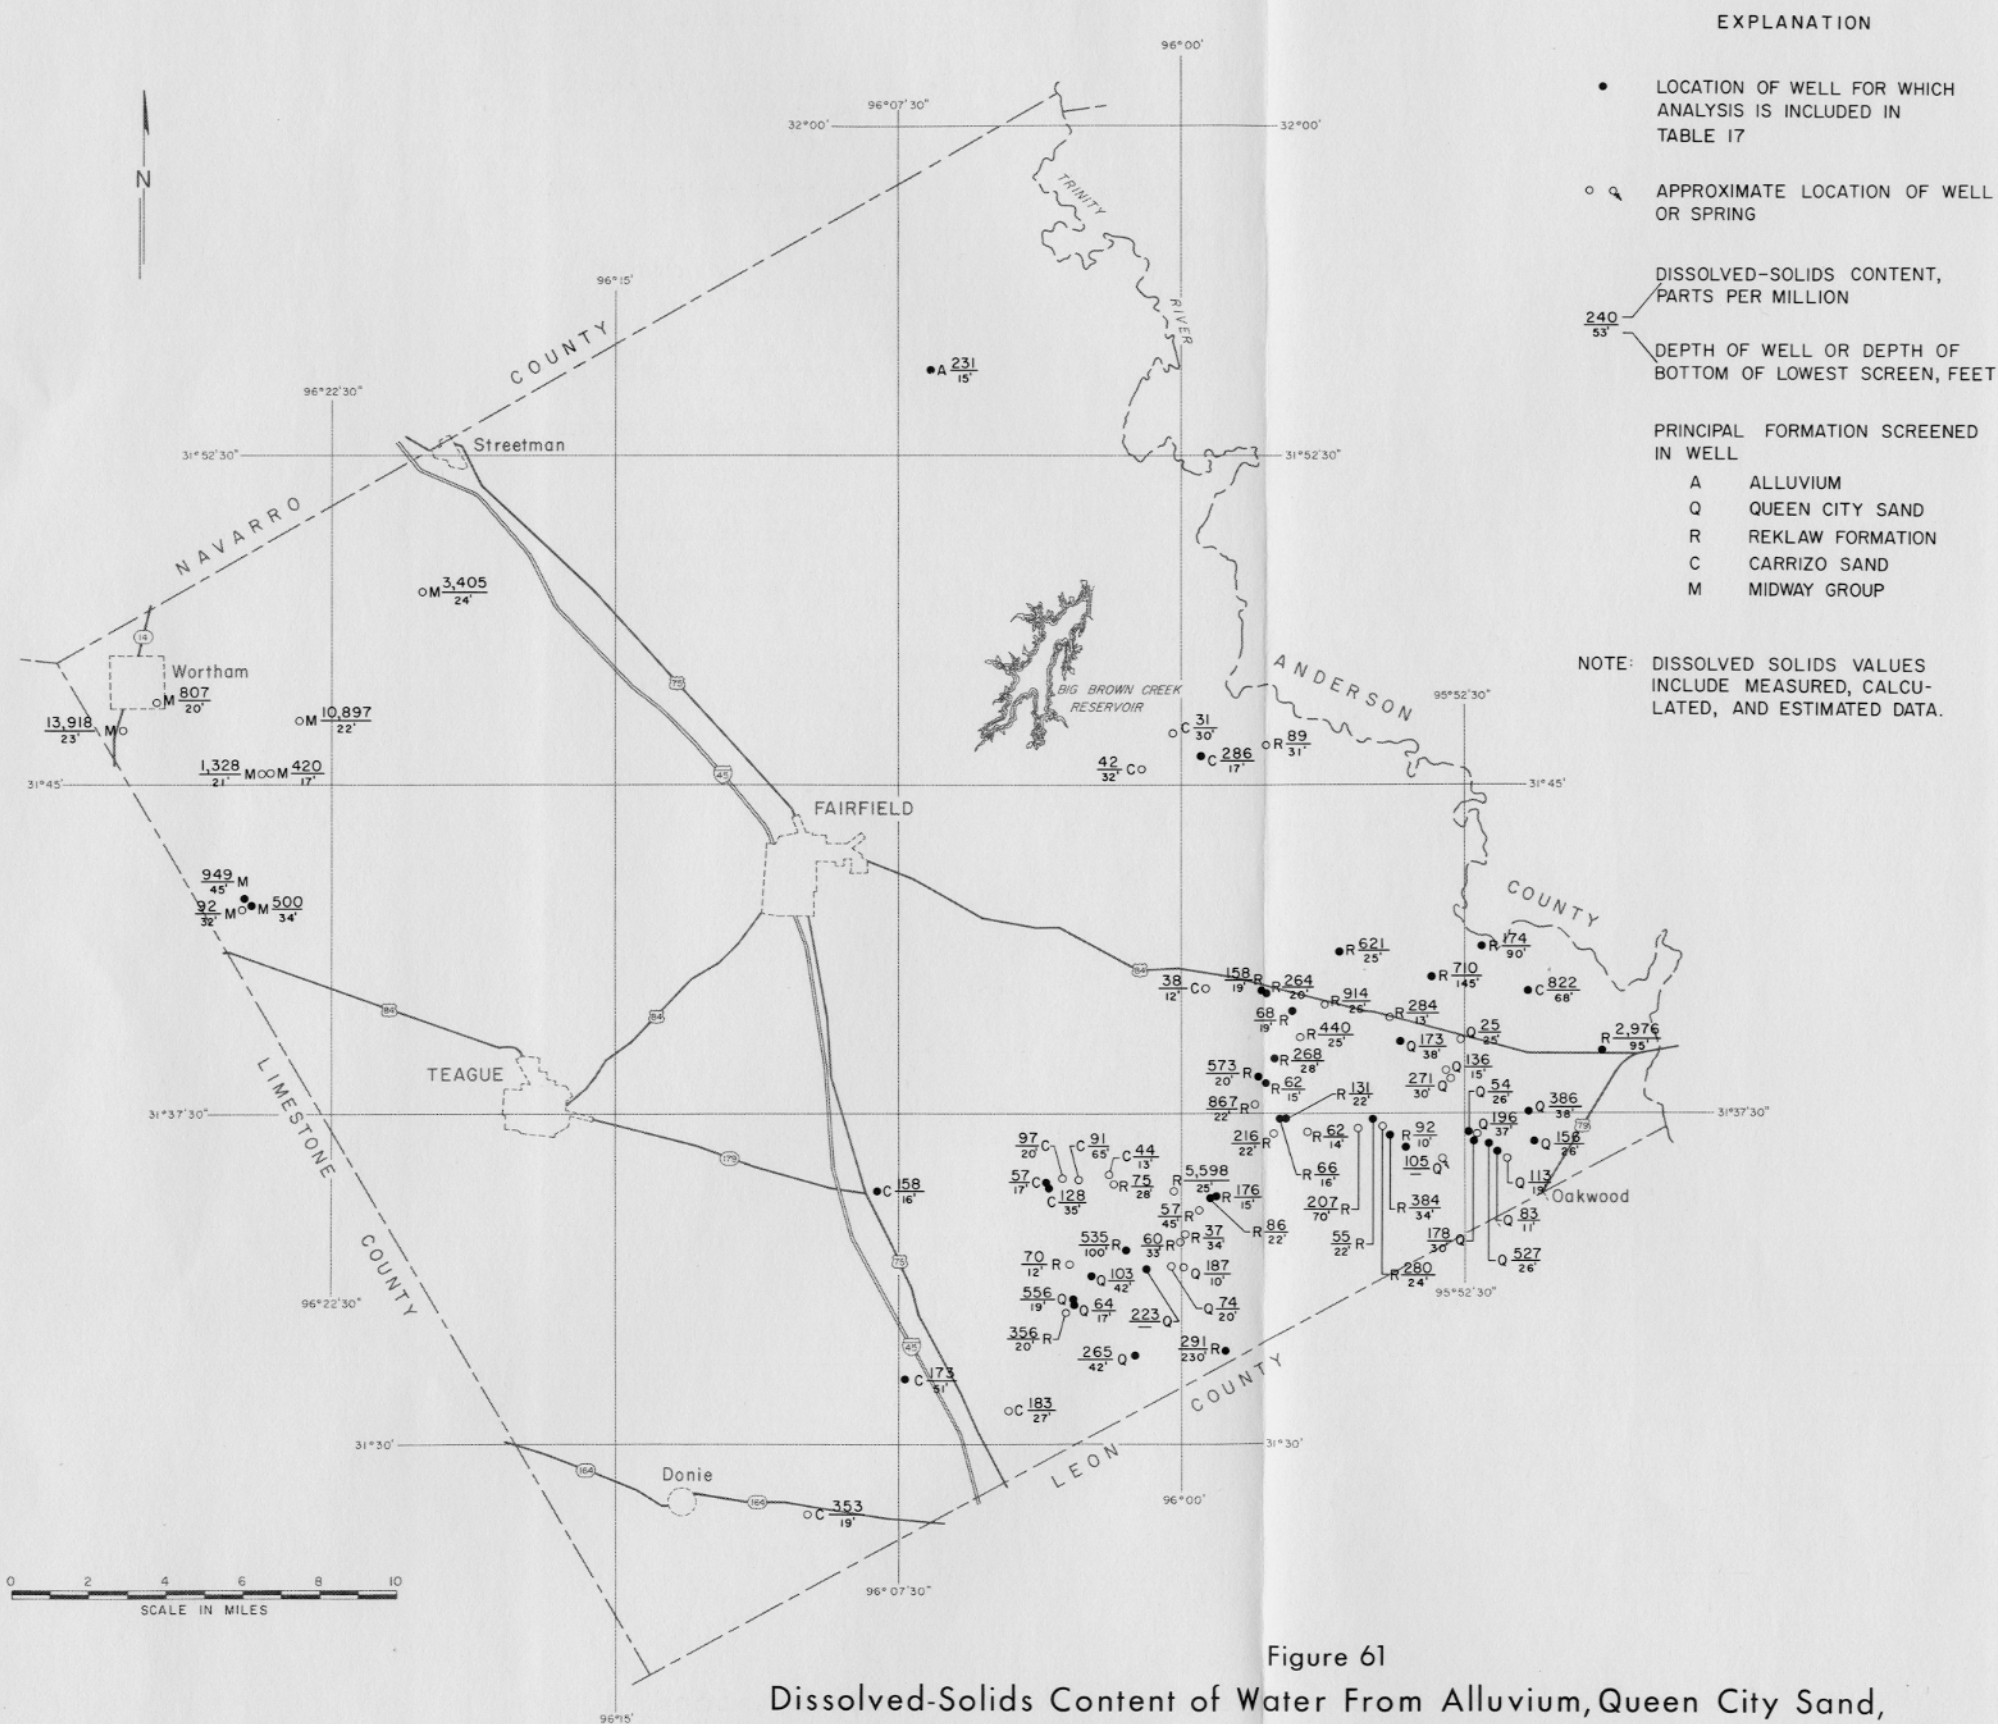 EXPLANATION
LOCATION OF WELL FOR WHICH
ANALYSIS IS INCLUDED IN
TABLE 17
APPROXIMATE LOCATION OF WELL
OR SPRING
DISSOLVED-SOLIDS CONTENT,
PARTS PER MILLION
240
53'
DEPTH OF WELL OR DEPTH OF
BOTTOM OF LOWEST SCREEN, FEET
PRINCIPAL FORMATION SCREENED
IN WELL
A ALLUVIUM
Q QUEEN CITY SAND
R REKLAW FORMATION
C CARRIZO SAND
M MIDWAY GROUP
NOTE: DISSOLVED SOLIDS VALUES
INCLUDE MEASURED, CALCU-
LATED, AND ESTIMATED DATA.
N
96°00'
96°07'30"
32°00'
32°00'
TRINITY
RIVER
96°15'
COUNTY
96°22'30"
A 231
15'
Streetman
31°52'30"
31°52'30"
NAVARRO
M 3,405
24'
14
Wortham
M 807
20'
13,918 M
23'
M 10,897
22'
1,328 M
21'
M 420
17'
75
BIG BROWN CREEK
RESERVOIR
ANDERSON
95°52'30"
C 31
30'
R 89
31'
C 286
17'
42 C
32'
45
31°45'
31°45'
FAIRFIELD
949 M
45'
92 M
32'
M 500
34'
COUNTY
R 621
25'
R 174
90'
84
R 710
145'
C 822
68'
38 C
12'
158 R
19'
R 264
20'
R 914
26'
R 284
13'
68 R
19'
84
84
R 440
25'
Q 173
38'
Q 25
25'
R 2,976
95'
R 268
28'
Q 136
15'
271 Q
30'
573 R
20'
R 62
15'
R 131
22'
Q 54
26'
TEAGUE
LIMESTONE
COUNTY
867 R
22'
Q 386
38'
31°37'30"
31°37'30"
79
216 R
22'
R 62
14'
R 92
10'
Q 196
37'
Q 156
26'
179
97 C
20'
C 91
65'
C 44
13'
105 Q
R 66
16'
57 C
17'
C 128
35'
R 75
28'
R 5,598
25'
R 176
15'
Q 113
19'
Oakwood
C 158
16'
57 R
45'
207 R
70'
R 384
34'
Q 83
11'
R 86
22'
55 R
22'
178 Q
30'
Q 527
26'
535 R
100'
60 R
33'
R 37
34'
75
70 R
12'
Q 103
42'
Q 187
10'
R 280
24'
95°52'30"
96°22'30"
556 Q
19'
Q 64
17'
223 Q
Q 74
20'
356 R
20'
45
265 Q
42'
291 R
230'
C 173
51'
C 183
27'
COUNTY
31°30'
31°30'
LEON
164
Donie
164
96°00'
C 353
19'
96°07'30"
0 2 4 6 8 10
SCALE IN MILES
96°15'
Figure 61
Dissolved-Solids Content of Water From Alluvium, Queen City Sand,